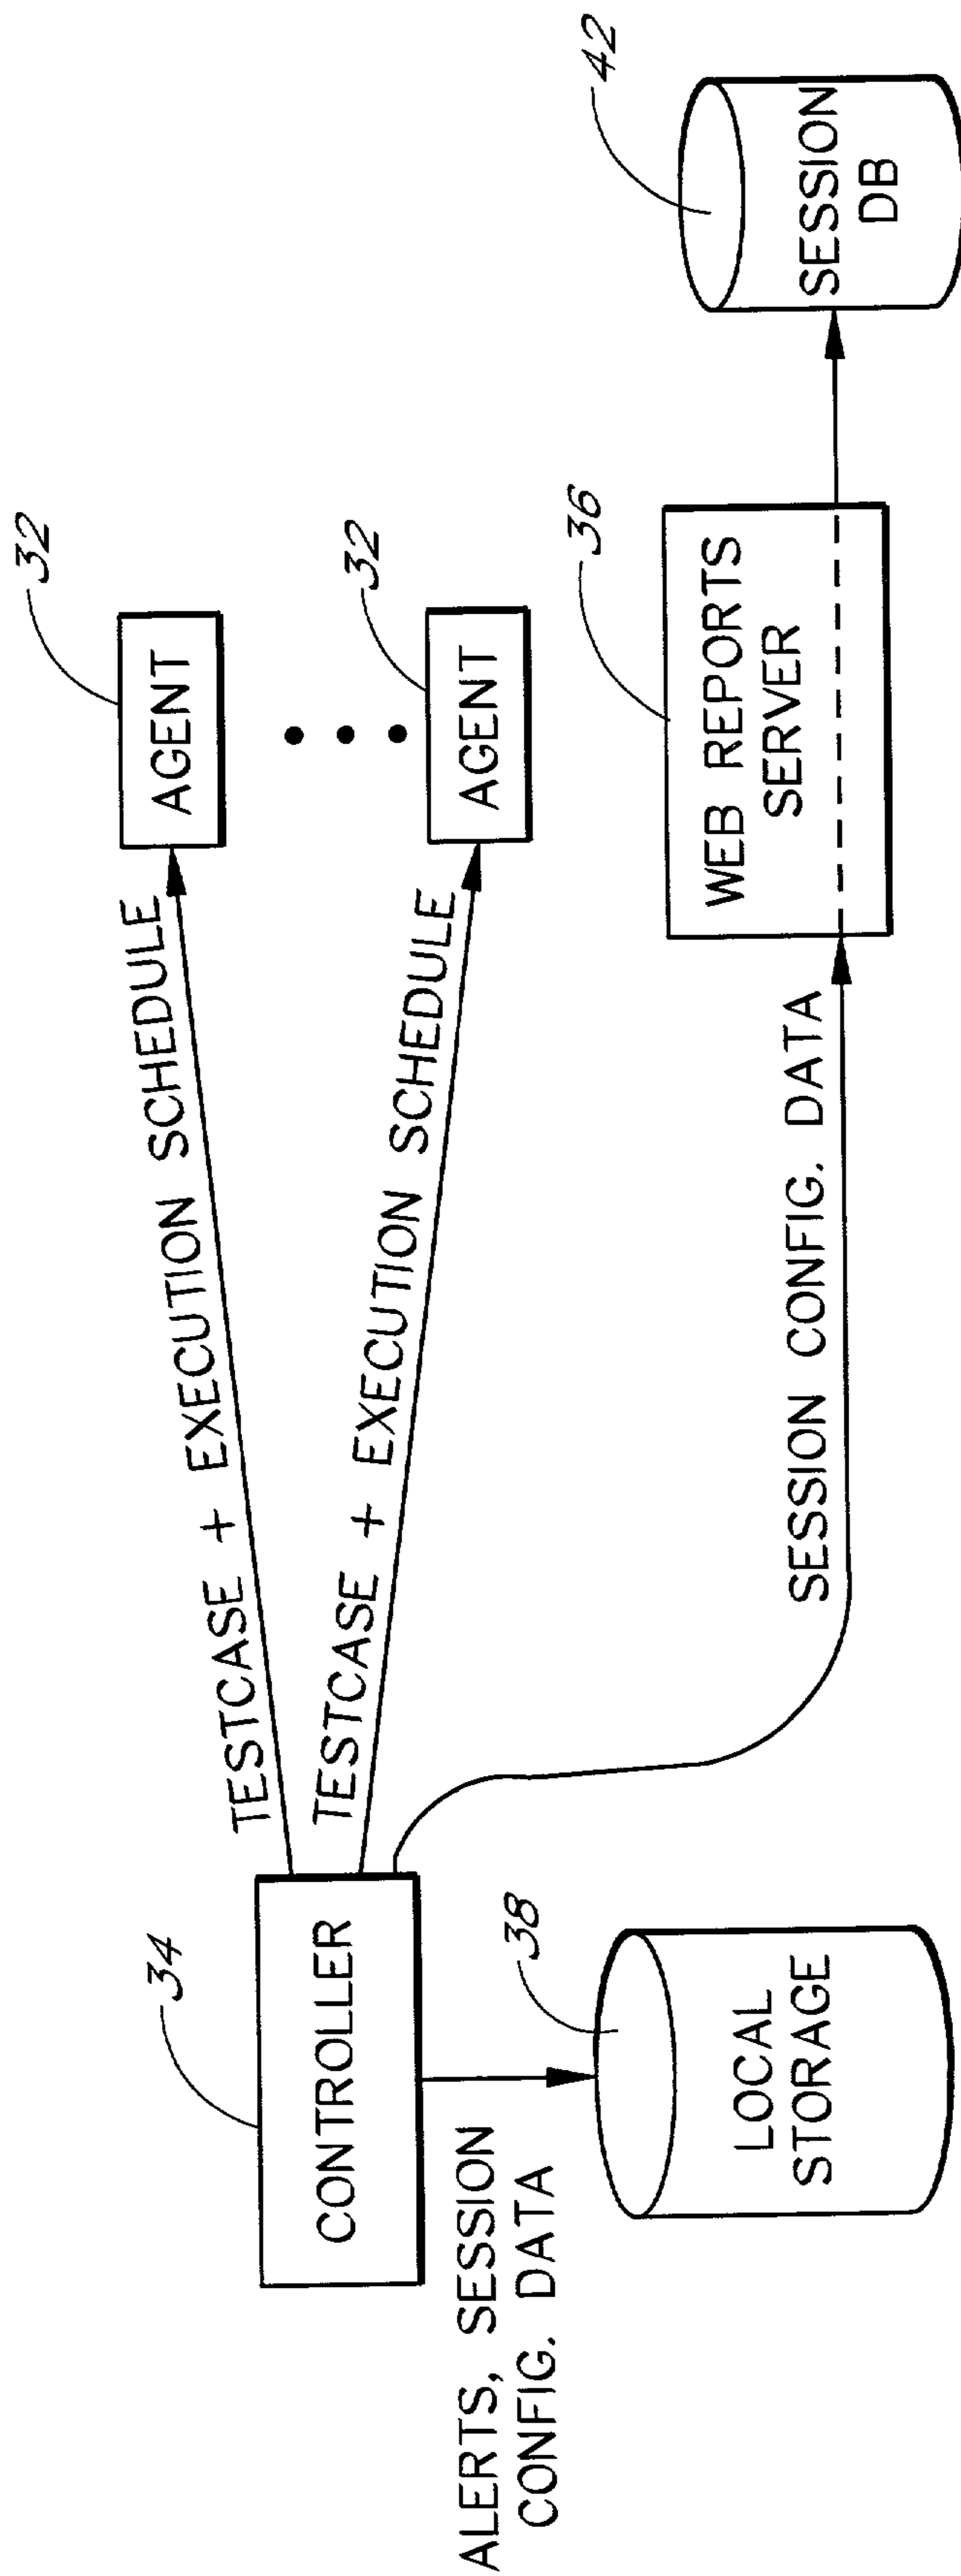 32
AGENT
TESTCASE + EXECUTION SCHEDULE
34
CONTROLLER
TESTCASE + EXECUTION SCHEDULE
32
AGENT
ALERTS, SESSION
CONFIG. DATA
38
LOCAL
STORAGE
SESSION CONFIG. DATA
36
WEB REPORTS
SERVER
42
SESSION
DB